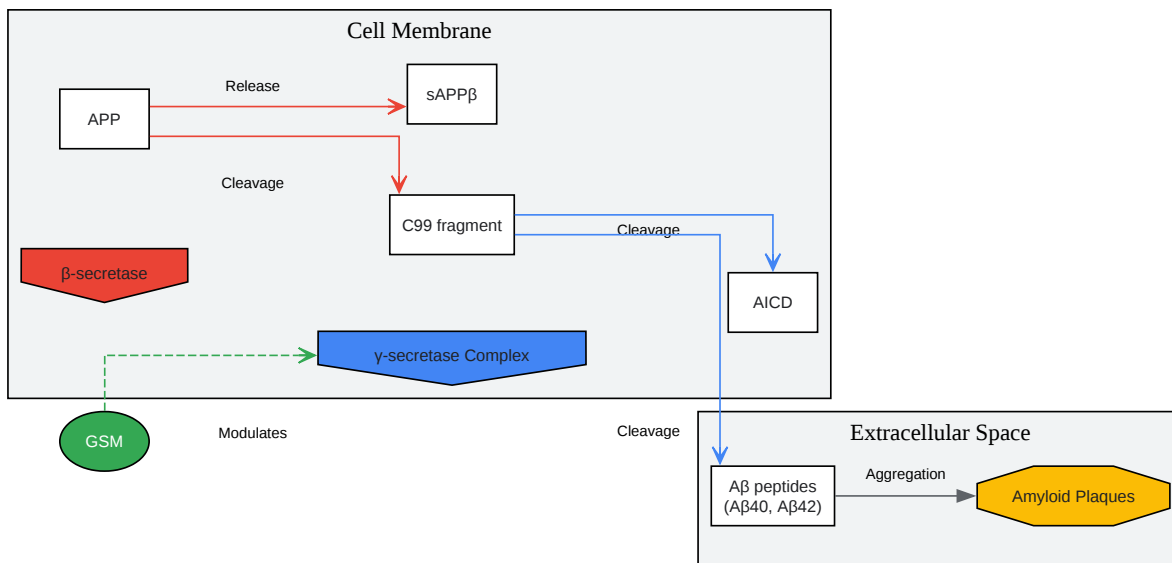 Cell Membrane
Release
sAPPβ
APP
Cleavage
C99 fragment
Cleavage
β-secretase
AICD
γ-secretase Complex
GSM
Modulates
Cleavage
Extracellular Space
Aggregation
Aβ peptides
(Aβ40, Aβ42)
Amyloid Plaques